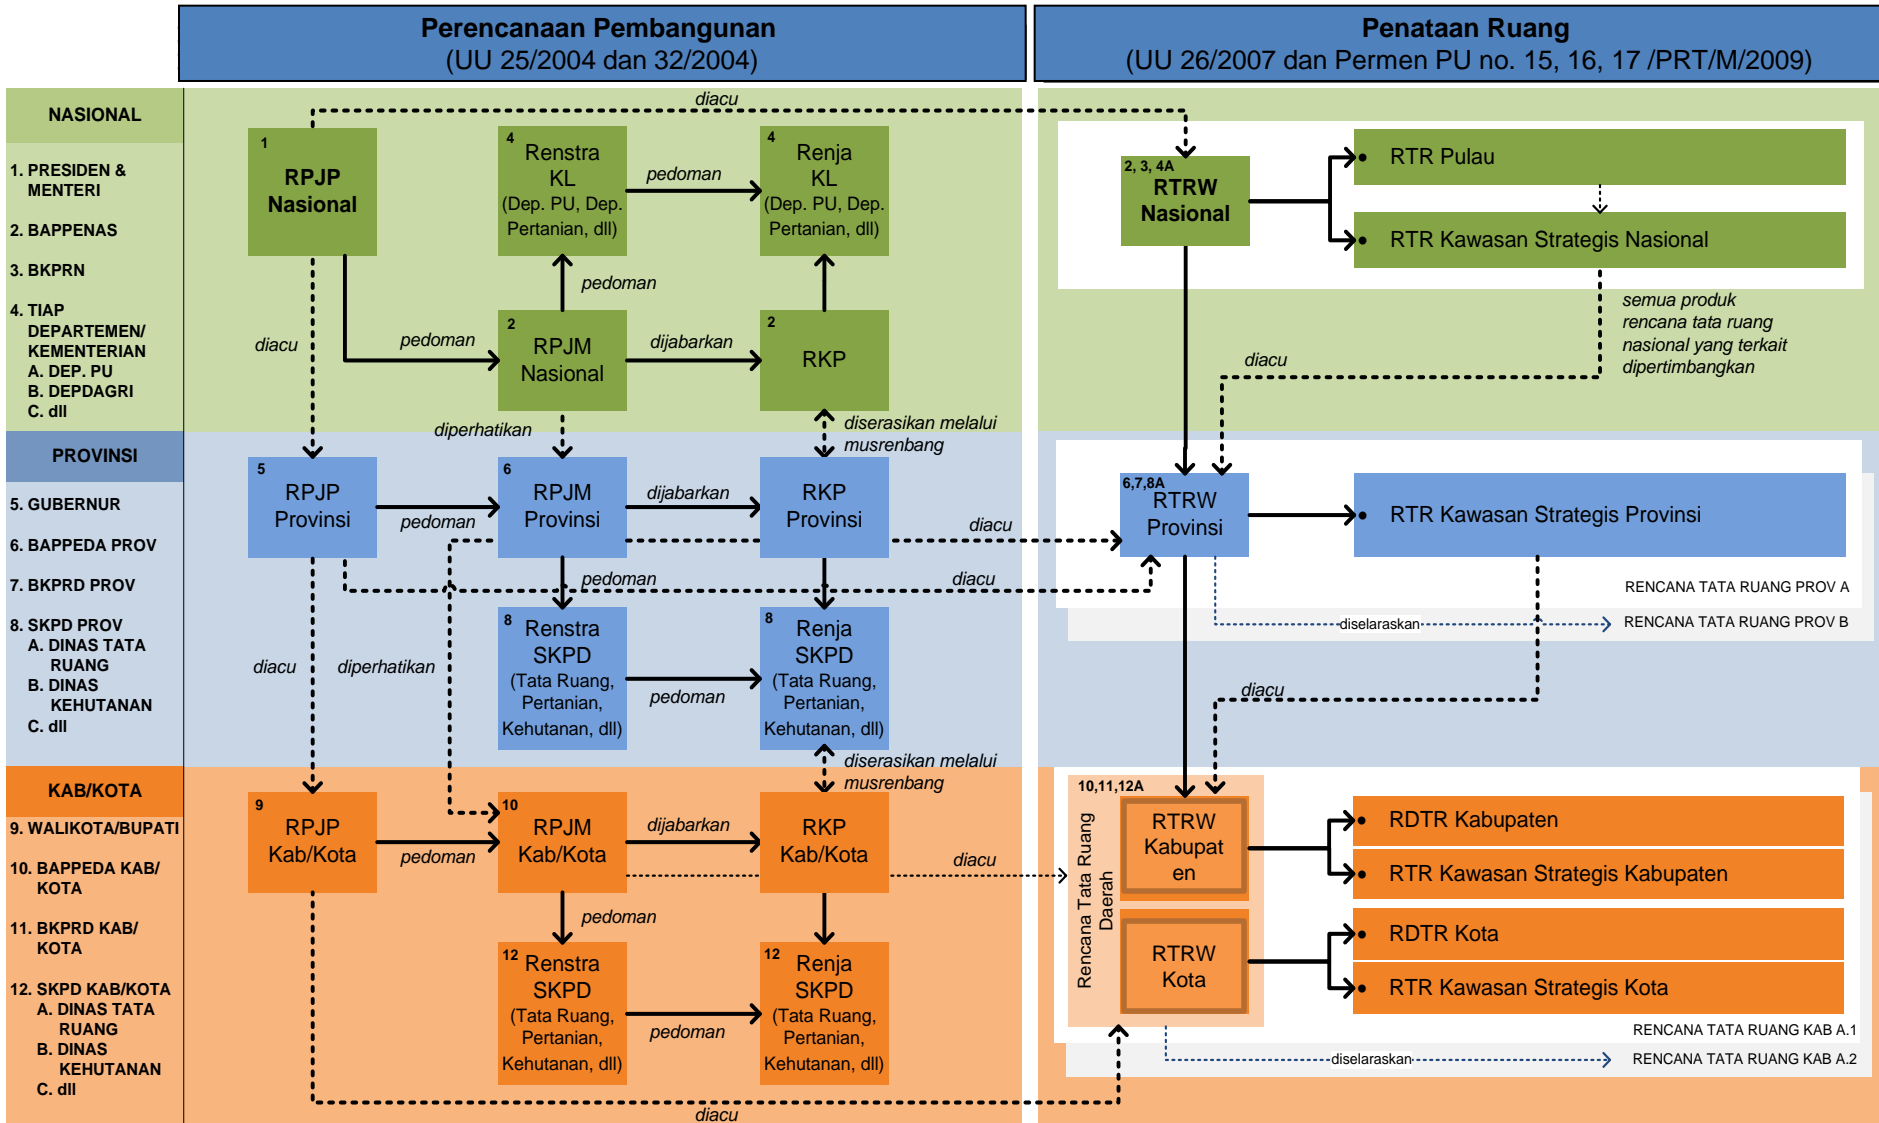 Perencanaan Pembangunan
(UU 25/2004 dan 32/2004)
Penataan Ruang
(UU 26/2007 dan Permen PU no. 15, 16, 17 /PRT/M/2009)
NASIONAL
1. PRESIDEN &
MENTERI
2. BAPPENAS
3. BKPRN
4. TIAP
DEPARTEMEN/
KEMENTERIAN
A. DEP. PU
B. DEPDAGRI
C. dll
diacu
1
RPJP
Nasional
4
Renstra
KL
(Dep. PU, Dep.
Pertanian, dll)
pedoman
4
Renja
KL
(Dep. PU, Dep.
Pertanian, dll)
pedoman
diacu
pedoman
2
RPJM
Nasional
dijabarkan
2
RKP
diperhatikan
diserasikan melalui
musrenbang
2, 3, 4A
RTRW
Nasional
RTR Pulau
RTR Kawasan Strategis Nasional
semua produk
rencana tata ruang
nasional yang terkait
dipertimbangkan
diacu
PROVINSI
5. GUBERNUR
6. BAPPEDA PROV
7. BKPRD PROV
8. SKPD PROV
A. DINAS TATA
RUANG
B. DINAS
KEHUTANAN
C. dll
5
RPJP
Provinsi
pedoman
6
RPJM
Provinsi
dijabarkan
RKP
Provinsi
diacu
pedoman
diacu
diacu
diperhatikan
8
Renstra
SKPD
(Tata Ruang,
Pertanian,
Kehutanan, dll)
pedoman
8
Renja
SKPD
(Tata Ruang,
Pertanian,
Kehutanan, dll)
diserasikan melalui
musrenbang
6,7,8A
RTRW
Provinsi
RTR Kawasan Strategis Provinsi
RENCANA TATA RUANG PROV A
diselaraskan
RENCANA TATA RUANG PROV B
diacu
KAB/KOTA
9. WALIKOTA/BUPATI
10. BAPPEDA KAB/
KOTA
11. BKPRD KAB/
KOTA
12. SKPD KAB/KOTA
A. DINAS TATA
RUANG
B. DINAS
KEHUTANAN
C. dll
9
RPJP
Kab/Kota
pedoman
10
RPJM
Kab/Kota
dijabarkan
RKP
Kab/Kota
diacu
pedoman
12
Renstra
SKPD
(Tata Ruang,
Pertanian,
Kehutanan, dll)
pedoman
12
Renja
SKPD
(Tata Ruang,
Pertanian,
Kehutanan, dll)
diacu
10,11,12A
Rencana Tata Ruang
Daerah
RTRW
Kabupat
en
RTRW
Kota
RDTR Kabupaten
RTR Kawasan Strategis Kabupaten
RDTR Kota
RTR Kawasan Strategis Kota
RENCANA TATA RUANG KAB A.1
diselaraskan
RENCANA TATA RUANG KAB A.2